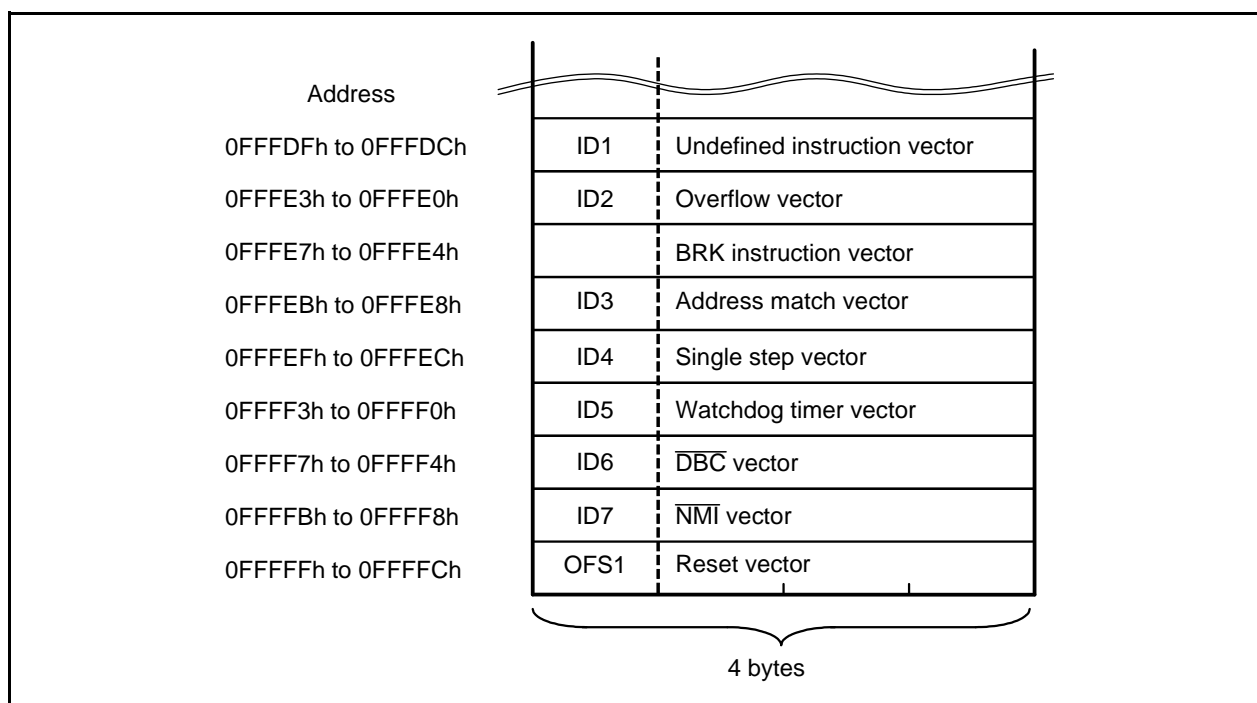 Address
0FFFDFh to 0FFFDCh ID1 Undefined instruction vector
0FFFE3h to 0FFFE0h ID2 Overflow vector
0FFFE7h to 0FFFE4h BRK instruction vector
0FFFEBh to 0FFFE8h ID3 Address match vector
0FFFEFh to 0FFFECh ID4 Single step vector
0FFFF3h to 0FFFF0h ID5 Watchdog timer vector
0FFFF7h to 0FFFF4h ID6 D̅B̅C̅ vector
0FFFFBh to 0FFFF8h ID7 N̅M̅I̅ vector
0FFFFFh to 0FFFFCh OFS1 Reset vector
4 bytes